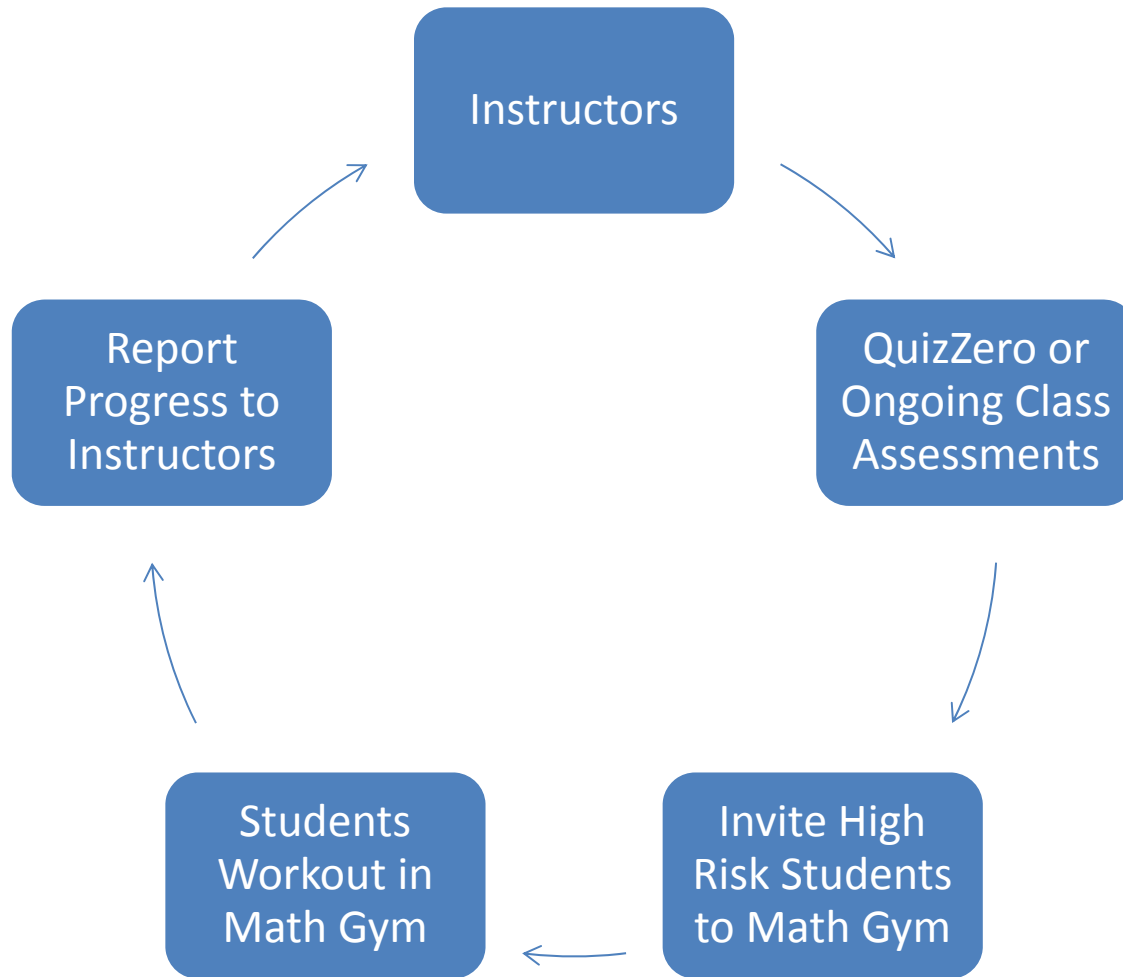 Instructors
QuizZero or
Ongoing Class
Assessments
Invite High
Risk Students
to Math Gym
Students
Workout in
Math Gym
Report
Progress to
Instructors